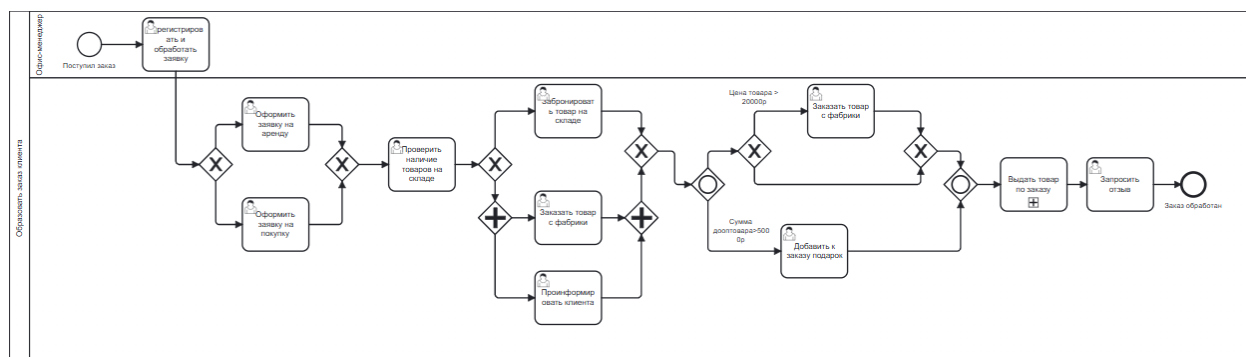 Образовать заказ клиента
Офис-менеджер
Поступил заказ
регистриров
ать и
обработать
заявку
Оформить
заявку на
аренду
Оформить
заявку на
покупку
Проверить
наличие
товаров на
складе
Забронироват
ь товар на
складе
Заказать товар
с фабрики
Проинформир
овать клиента
Цена товара >
20000р
Заказать товар
с фабрики
Сумма
доолтовара>500
0р
Добавить к
заказу подарок
Выдать товар
по заказу
Запросить
отзыв
Заказ обработан